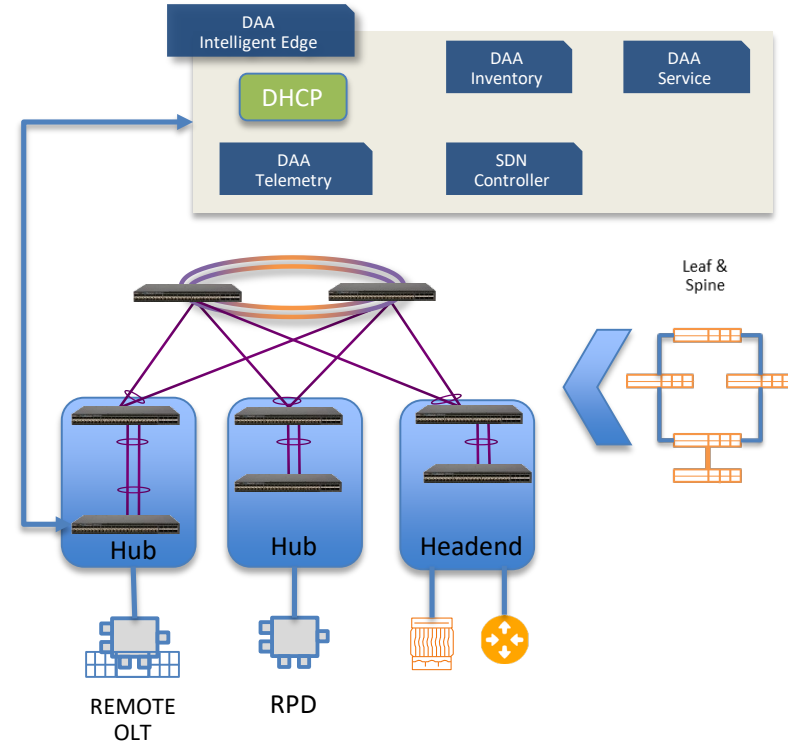 DAA
Intelligent Edge
DAA
Inventory
DAA
Service
DHCP
DAA
Telemetry
SDN
Controller
Leaf &
Spine
Hub
Hub
Headend
REMOTE
OLT
RPD